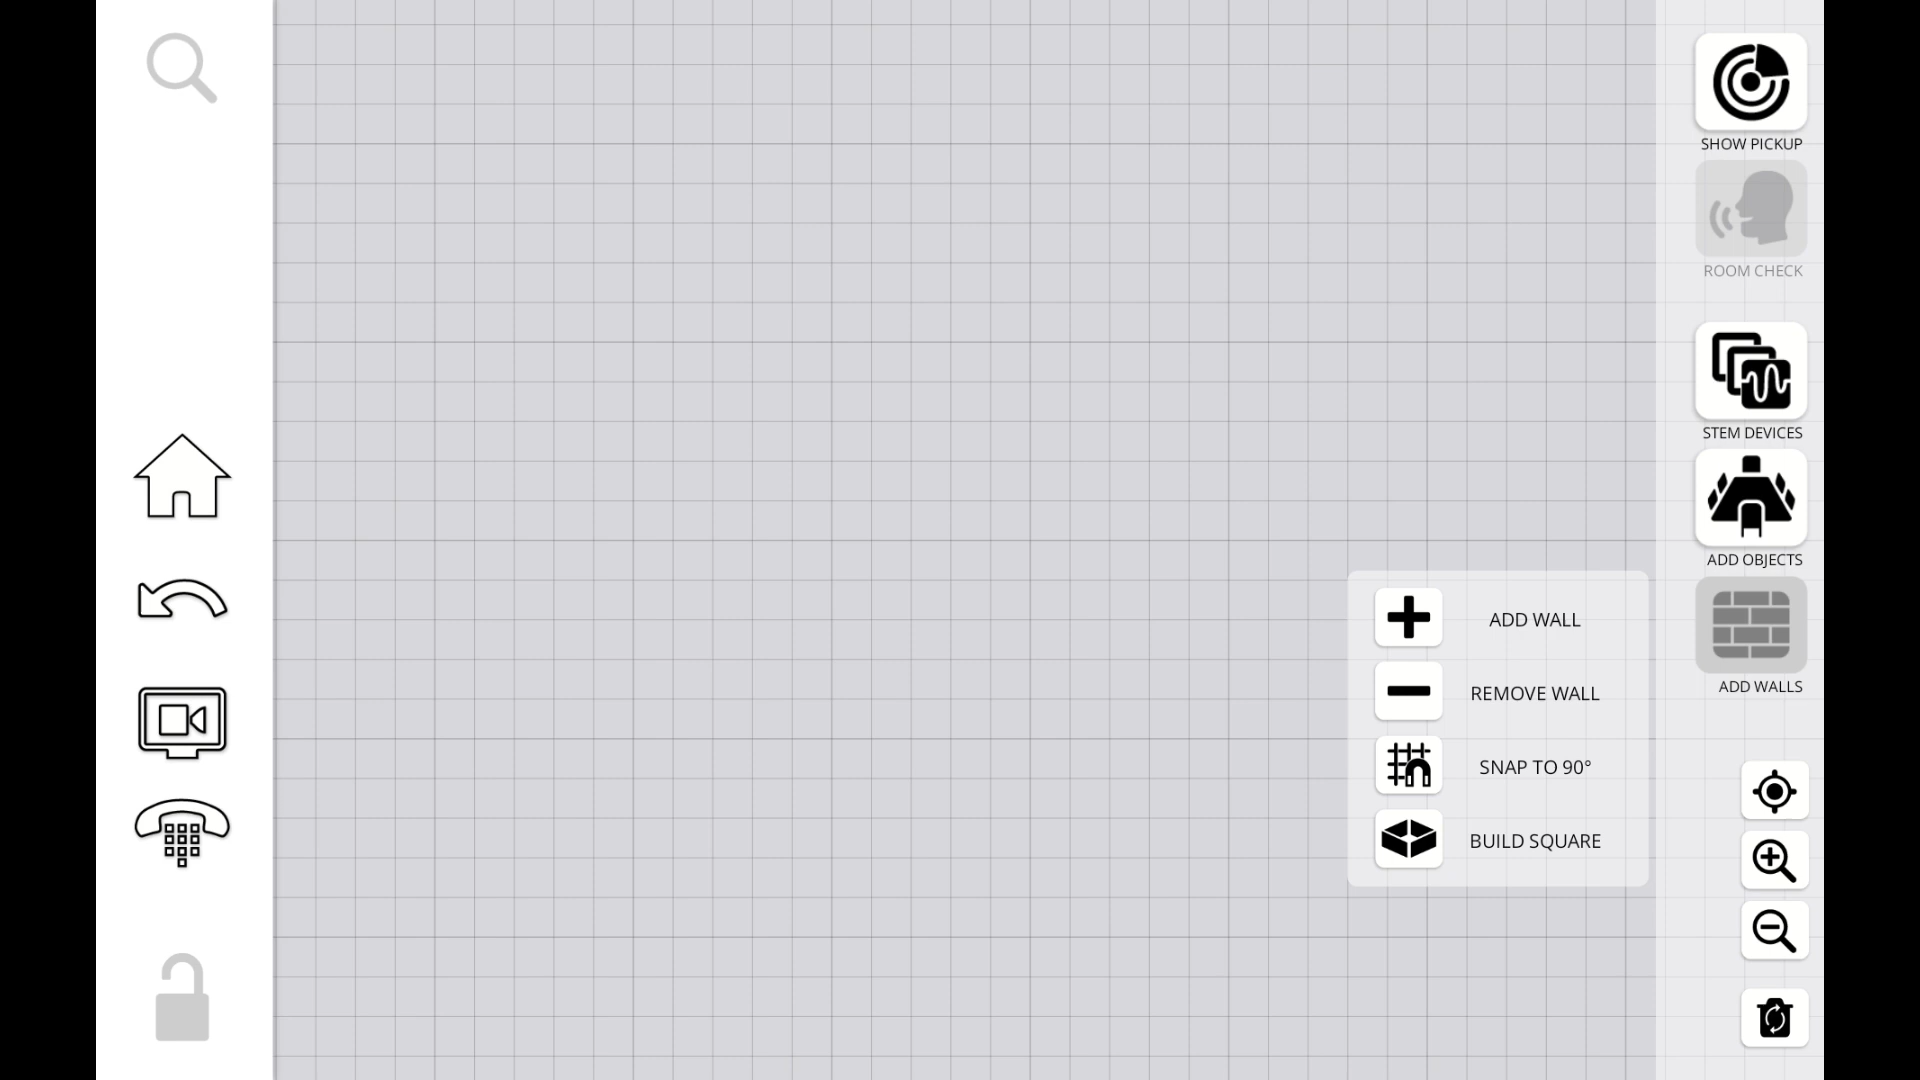 SHOW PICKUP
ROOM CHECK
STEM DEVICES
ADD OBJECTS
ADD WALLS
ADD WALL
REMOVE WALL
SNAP TO 90°
BUILD SQUARE